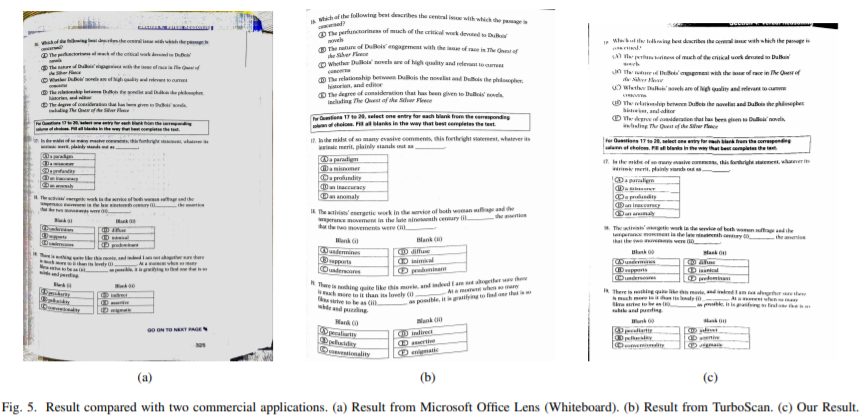 16. Which of the following best describes the central issue with which the passage is
concerned?
Ⓐ The perfunctoriness of much of the critical work devoted to DuBois'
novels
Ⓑ The nature of DuBois' engagement with the issue of race in The Quest of
the Silver Fleece
Ⓒ Whether DuBois' novels are of high quality and relevant to current
concerns
Ⓓ The relationship between DuBois the novelist and DuBois the philosopher,
historian, and editor
Ⓔ The degree of consideration that has been given to DuBois' novels,
including The Quest of the Silver Fleece
For Questions 17 to 20, select one entry for each blank from the corresponding
column of choices. Fill all blanks in the way that best completes the text.
17. In the midst of so many evasive comments, this forthright statement, whatever its
intrinsic merit, plainly stands out as
Ⓐ a paradigm
Ⓑ a misnomer
Ⓒ a profundity
Ⓓ an inaccuracy
Ⓔ an anomaly
18. The activists' energetic work in the service of both woman suffrage and the
temperance movement in the late nineteenth century (i)______ the assertion
that the two movements were (ii)______
Blank (i) Blank (ii)
Ⓐ undermines Ⓓ diffuse
Ⓑ supports Ⓔ inimical
Ⓒ underscores Ⓕ predominant
19. There is nothing quite like this movie, and indeed I am not altogether sure there
is much more to it than its lovely (i)______. At a moment when so many
films strive to be as (ii)______ as possible, it is gratifying to find one that is so
subtle and puzzling.
Blank (i) Blank (ii)
Ⓐ peculiarity Ⓓ indirect
Ⓑ pellucidity Ⓔ assertive
Ⓒ conventionality Ⓕ enigmatic
GO ON TO NEXT PAGE
325
(a)
16. Which of the following best describes the central issue with which the passage is
concerned?
Ⓐ The perfunctoriness of much of the critical work devoted to DuBois'
novels
Ⓑ The nature of DuBois' engagement with the issue of race in The Quest of
the Silver Fleece
Ⓒ Whether DuBois' novels are of high quality and relevant to current
concerns
Ⓓ The relationship between DuBois the novelist and DuBois the philosopher,
historian, and editor
Ⓔ The degree of consideration that has been given to DuBois' novels,
including The Quest of the Silver Fleece
For Questions 17 to 20, select one entry for each blank from the corresponding
column of choices. Fill all blanks in the way that best completes the text.
17. In the midst of so many evasive comments, this forthright statement, whatever its
intrinsic merit, plainly stands out as ______.
Ⓐ a paradigm
Ⓑ a misnomer
Ⓒ a profundity
Ⓓ an inaccuracy
Ⓔ an anomaly
18. The activists' energetic work in the service of both woman suffrage and the
temperance movement in the late nineteenth century (i)______ the assertion
that the two movements were (ii)______
Blank (i) Blank (ii)
Ⓐ undermines Ⓓ diffuse
Ⓑ supports Ⓔ inimical
Ⓒ underscores Ⓕ predominant
19. There is nothing quite like this movie, and indeed I am not altogether sure there
is much more to it than its lovely (i)______. At a moment when so many
films strive to be as (ii)______ as possible, it is gratifying to find one that is so
subtle and puzzling.
Blank (i) Blank (ii)
Ⓐ peculiarity Ⓓ indirect
Ⓑ pellucidity Ⓔ assertive
Ⓒ conventionality Ⓕ enigmatic
(b)
Which of the following best describes the central issue with which the passage is
concerned?
(A) The perfunctoriness of much of the critical work devoted to DuBois'
novels
(B) The nature of DuBois' engagement with the issue of race in The Quest of
the Silver Fleece
Ⓒ Whether DuBois' novels are of high quality and relevant to current
concerns
Ⓓ The relationship between DuBois the novelist and DuBois the philosopher,
historian, and editor
Ⓔ The degree of consideration that has been given to DuBois' novels,
including The Quest of the Silver Fleece
For Questions 17 to 20, select one entry for each blank from the corresponding
column of choices. Fill all blanks in the way that best completes the text.
17. In the midst of so many evasive comments, this forthright statement, whatever its
intrinsic merit, plainly stands out as ______.
Ⓐ a paradigm
Ⓑ a misnomer
Ⓒ a profundity
Ⓓ an inaccuracy
Ⓔ an anomaly
18. The activists' energetic work in the service of both woman suffrage and the
temperance movement in the late nineteenth century (i)______ the assertion
that the two movements were (ii)______
Blank (i) Blank (ii)
Ⓐ undermines Ⓓ diffuse
Ⓑ supports Ⓔ inimical
Ⓒ underscores Ⓕ predominant
19. There is nothing quite like this movie, and indeed I am not altogether sure there
is much more to it than its lovely (i)______. At a moment when so many
films strive to be as (ii)______ as possible, it is gratifying to find one that is so
subtle and puzzling.
Blank (i) Blank (ii)
Ⓐ peculiarity Ⓓ indirect
Ⓑ pellucidity Ⓔ assertive
Ⓒ conventionality Ⓕ enigmatic
(c)
Fig. 5. Result compared with two commercial applications. (a) Result from Microsoft Office Lens (Whiteboard). (b) Result from TurboScan. (c) Our Result.